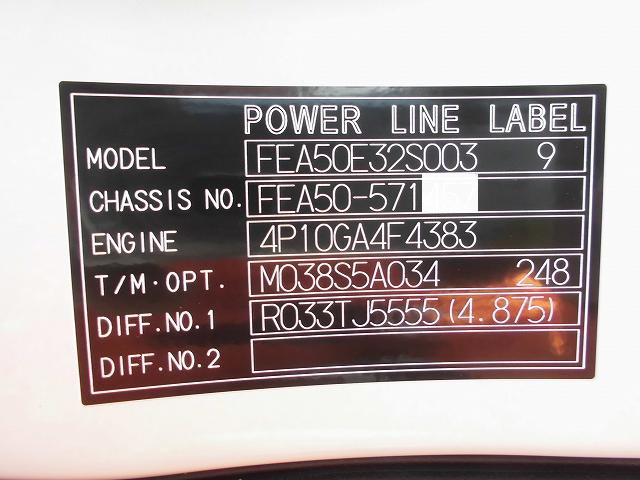 POWER LINE LABEL
MODEL FEA50E32S003 9
CHASSIS NO. FEA50-571
ENGINE 4P10GA4F4383
T/M·OPT. M038S5A034 248
DIFF.NO.1 R033TJ5555(4.875)
DIFF.NO.2